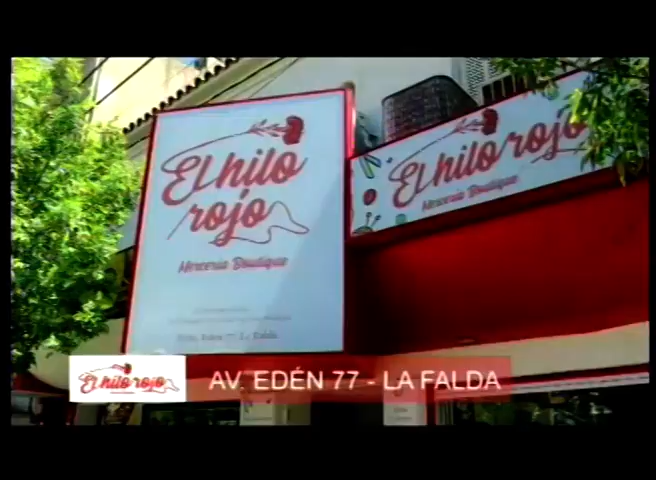 El hilo
rojo
Mercería Boutique
El hilo rojo
Mercería Boutique
El hilo rojo
AV. EDÉN 77 - LA FALDA